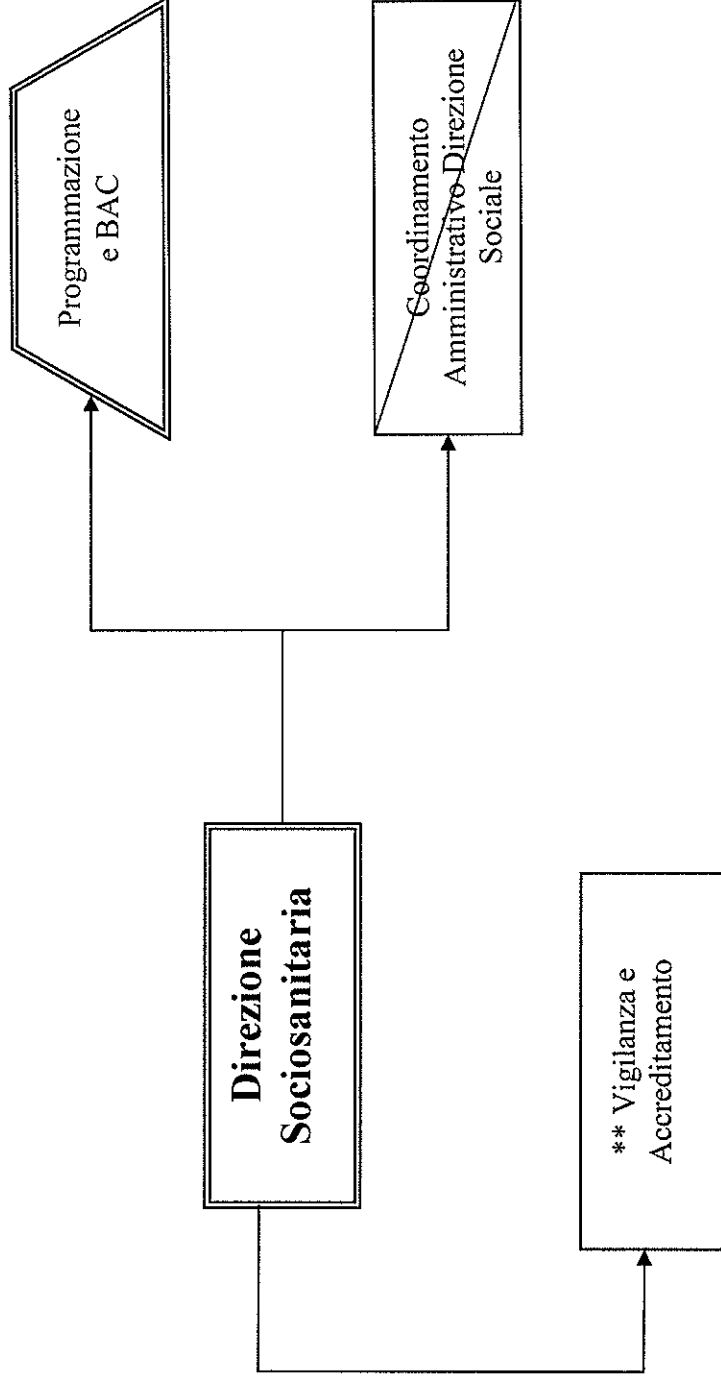 Direzione
Sociosanitaria
Programmazione
e BAC
Coordinamento
Amministrativo Direzione
Sociale
** Vigilanza e
Accreditamento